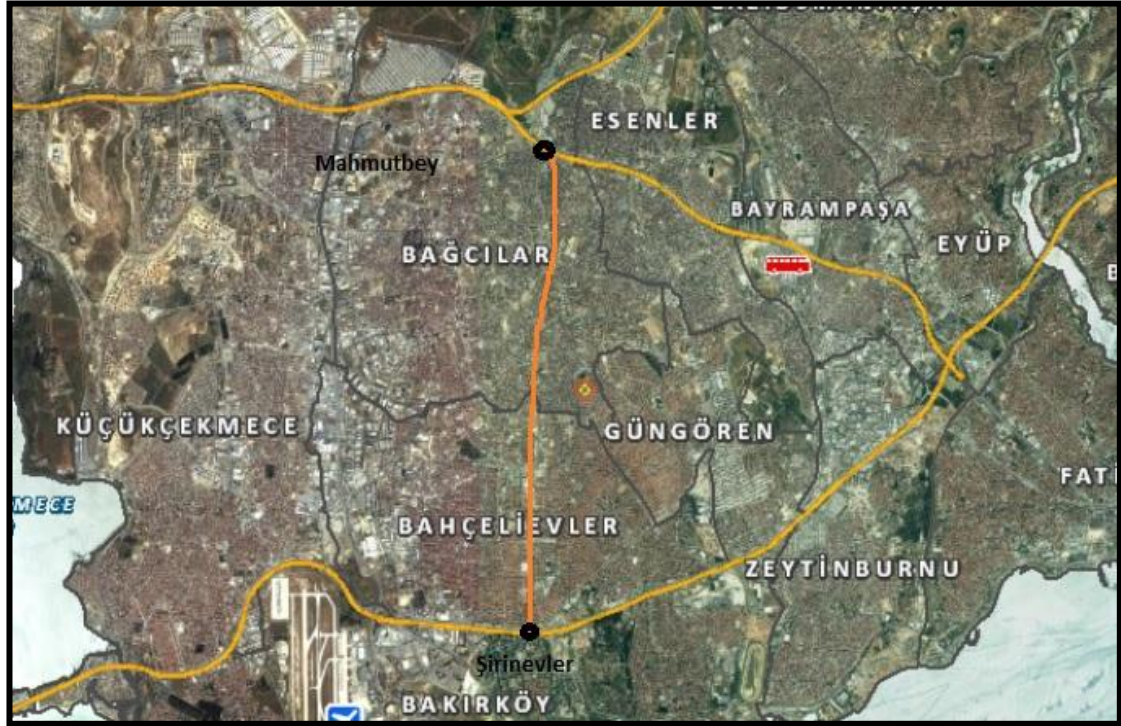 ESENLER
Mahmutbey
BAYRAMPAŞA
BAĞCILAR
EYÜP
KÜÇÜKÇEKMECE
GÜNGÖREN
FATİ
MECE
BAHÇELİEVLER
ZEYTİNBURNU
Şirinevler
BAKIRKÖY